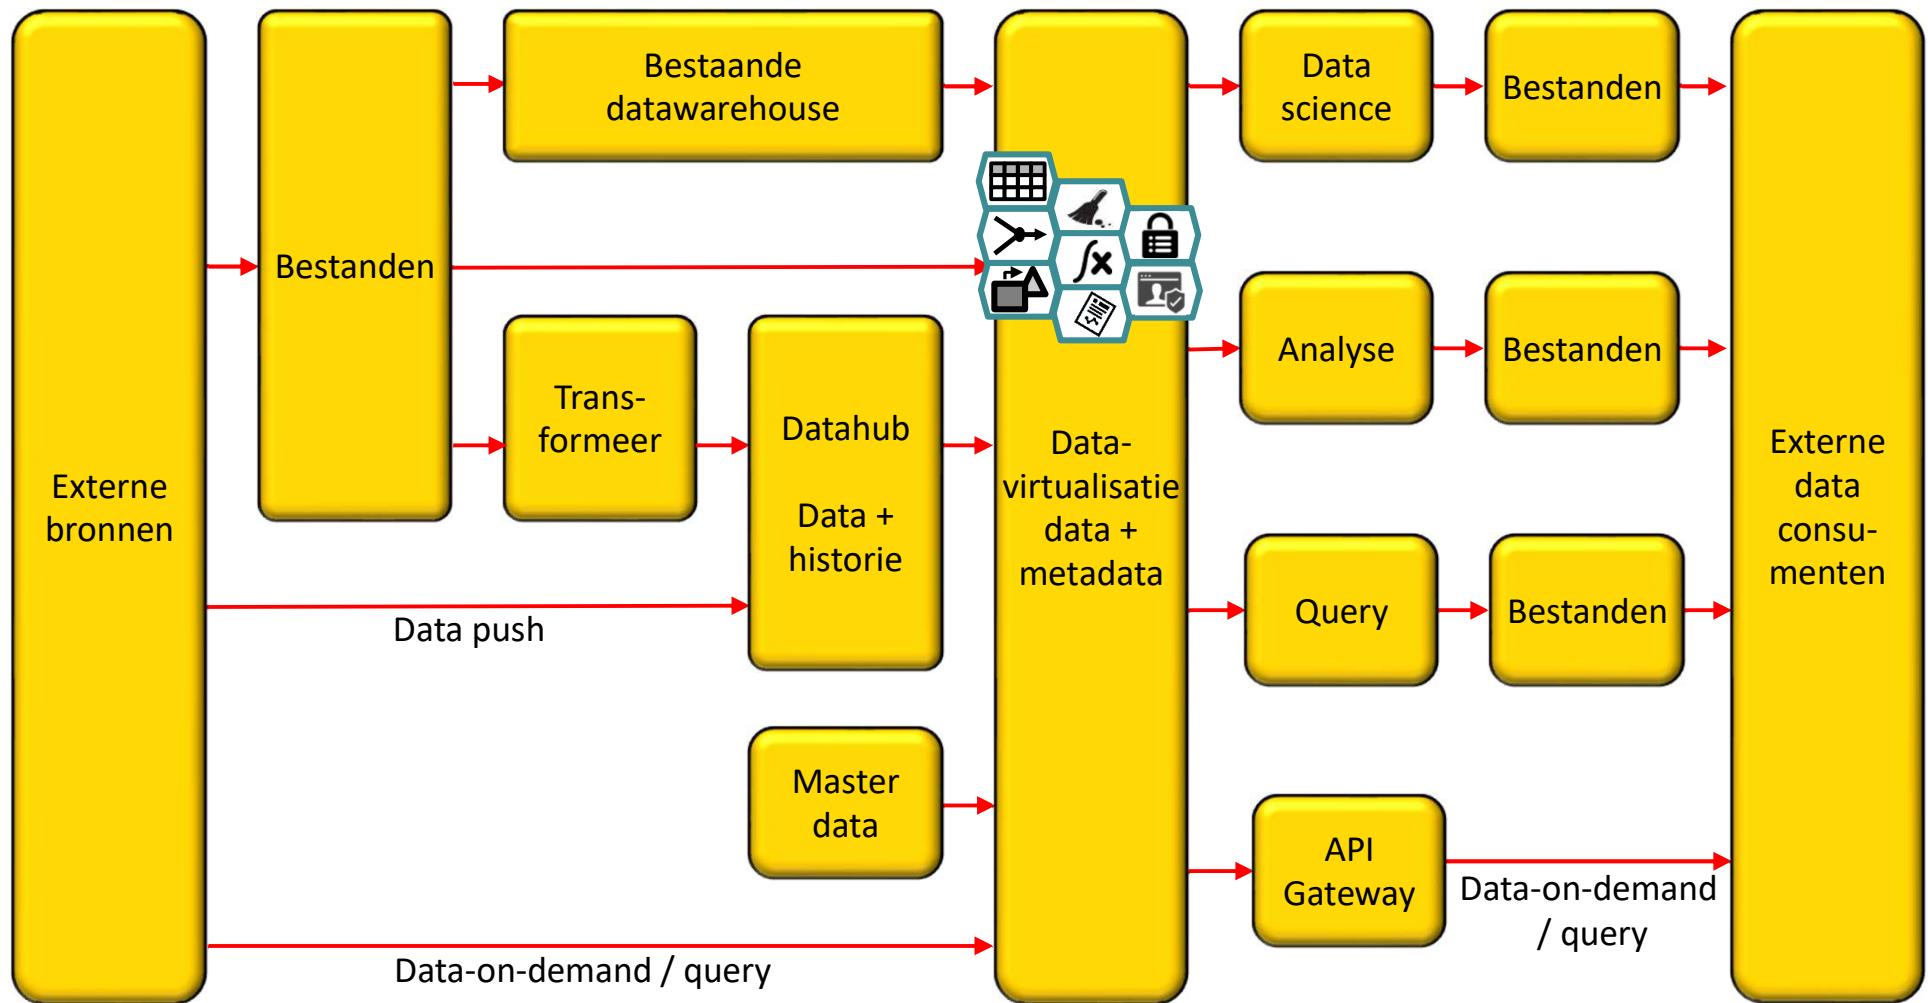 Externe
bronnen
Bestanden
Bestaande
datawarehouse
Trans-
formeer
Datahub
Data +
historie
Data push
Master
data
Data-on-demand / query
Data-
virtualisatie
data +
metadata
Data
science
Bestanden
Analyse
Bestanden
Query
Bestanden
API
Gateway
Data-on-demand
/ query
Externe
data
consu-
menten